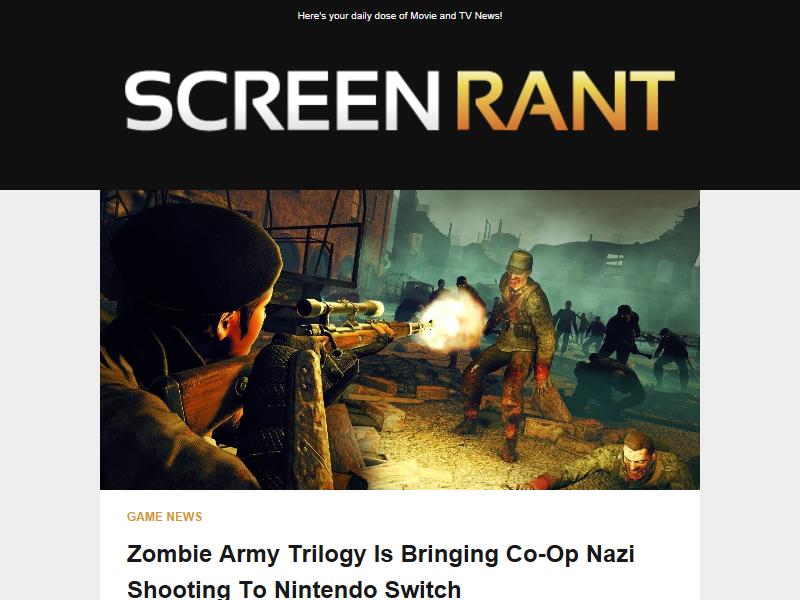 Here's your daily dose of Movie and TV News!
SCREEN RANT
GAME NEWS
Zombie Army Trilogy Is Bringing Co-Op Nazi
Shooting To Nintendo Switch